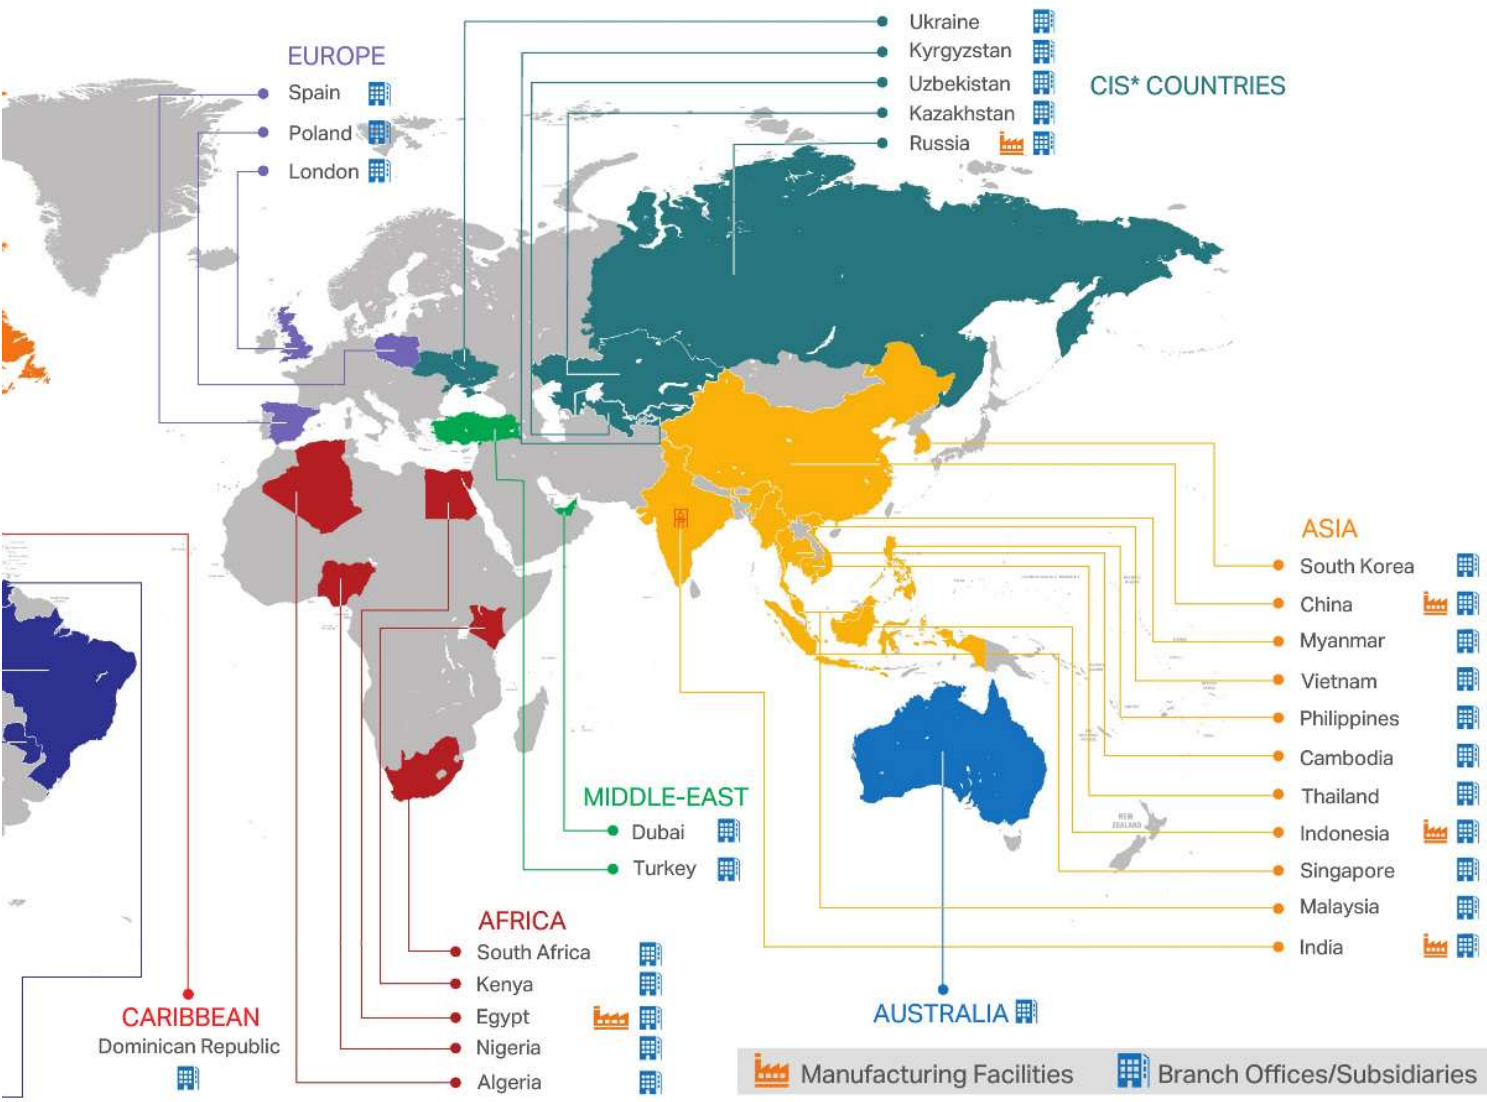 EUROPE
Spain
Poland
London
Ukraine
Kyrgyzstan
Uzbekistan
Kazakhstan
Russia
CIS* COUNTRIES
ASIA
South Korea
China
Myanmar
Vietnam
Philippines
Cambodia
Thailand
Indonesia
Singapore
Malaysia
India
NEW
ZEALAND
MIDDLE-EAST
Dubai
Turkey
AFRICA
South Africa
Kenya
Egypt
Nigeria
Algeria
CARIBBEAN
Dominican Republic
AUSTRALIA
Manufacturing Facilities
Branch Offices/Subsidiaries